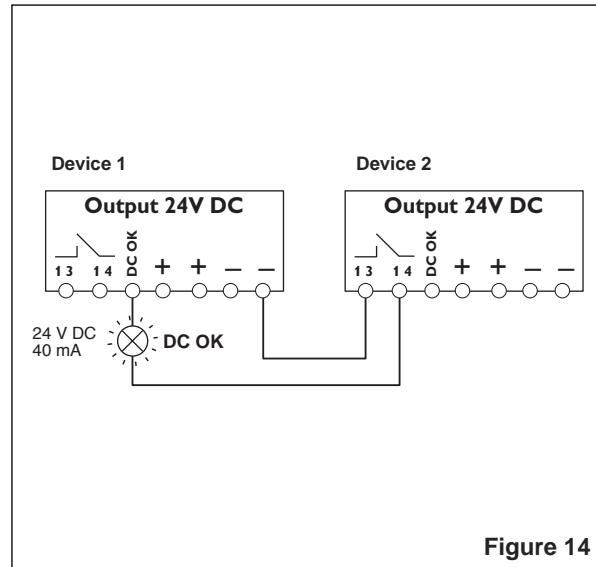 Device 1
Output 24V DC
13 14 DC OK + + – –
24 V DC
40 mA
DC OK
Device 2
Output 24V DC
13 14 DC OK + + – –
Figure 14